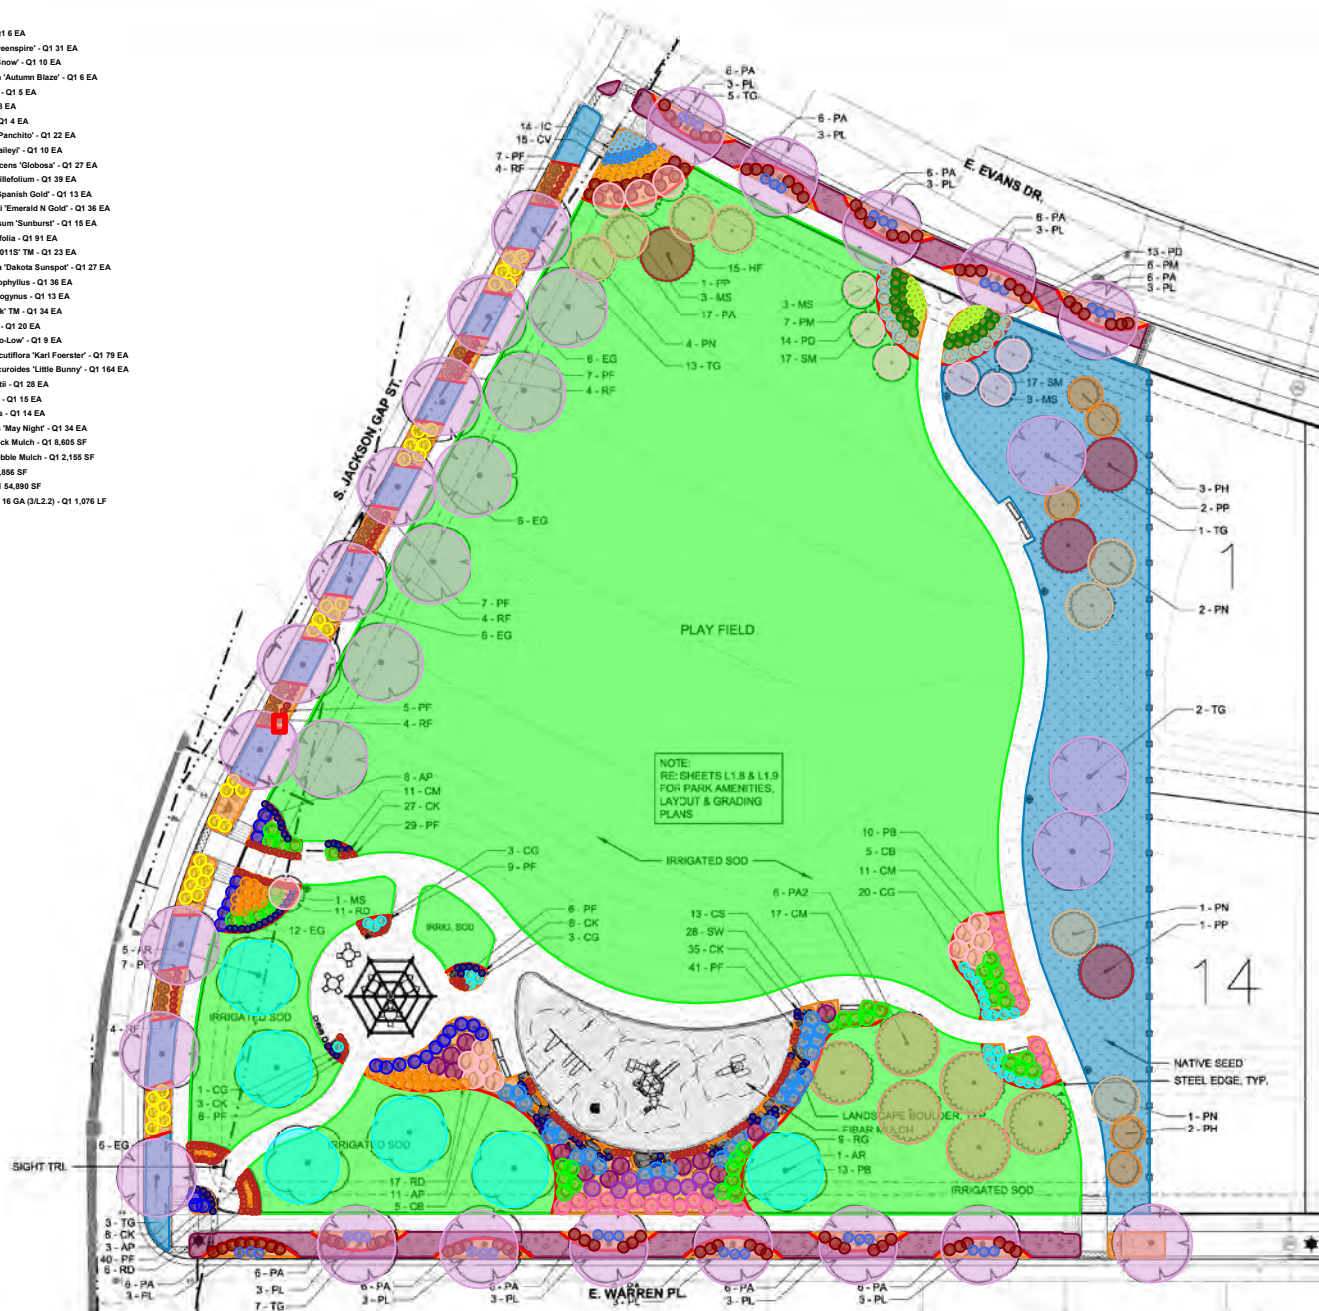 Q1 6 EA
eenspire' - Q1 31 EA
Snow' - Q1 10 EA
'Autumn Blaze' - Q1 6 EA
- Q1 5 EA
EA
Q1 4 EA
Panchito' - Q1 22 EA
aileyi' - Q1 10 EA
cens 'Globosa' - Q1 27 EA
illefolium - Q1 39 EA
Spanish Gold' - Q1 13 EA
i 'Emerald N Gold' - Q1 36 EA
sum 'Sunburst' - Q1 15 EA
folia - Q1 91 EA
011S' TM - Q1 23 EA
'Dakota Sunspot' - Q1 27 EA
ophyllus - Q1 36 EA
ogynus - Q1 13 EA
k' TM - Q1 34 EA
- Q1 20 EA
o-Low' - Q1 9 EA
cutiflora 'Karl Foerster' - Q1 79 EA
curoides 'Little Bunny' - Q1 164 EA
tii - Q1 28 EA
- Q1 15 EA
s - Q1 14 EA
'May Night' - Q1 34 EA
ck Mulch - Q1 8,605 SF
bble Mulch - Q1 2,155 SF
,856 SF
54,890 SF
16 GA (3/L2.2) - Q1 1,076 LF
6 - PA
3 - PL
5 - TG
6 - PA
3 - PL
14 - IC
15 - CV
7 - PF
4 - RF
E. EVANS DR.
6 - PA
3 - PL
6 - PA
3 - PL
13 - PD
6 - PM
6 - PA
3 - PL
15 - HF
1 - PP
3 - MS
17 - PA
3 - MS
7 - PM
14 - PD
17 - SM
4 - PN
13 - TG
6 - EG
7 - PF
4 - RF
17 - SM
3 - MS
S. JACKSON GAP ST.
3 - PH
2 - PP
1 - TG
6 - EG
1
7 - PF
4 - RF
6 - EG
2 - PN
PLAY FIELD
5 - PF
4 - RF
2 - TG
NOTE:
RE: SHEETS L1.8 & L1.9
FOR PARK AMENITIES,
LAYOUT & GRADING
PLANS
8 - AP
11 - CM
27 - CK
29 - PF
3 - CG
9 - PF
IRRIGATED SOD
10 - PB
5 - CB
11 - CM
20 - CG
1 - MS
11 - RD
12 - EG
IRRIG. SOD
6 - PF
6 - CK
3 - CG
6 - PA2
13 - CS
17 - CM
28 - SW
35 - CK
41 - PF
1 - PN
1 - PP
5 - AR
7 - PF
14
IRRIGATED SOD
4 - RF
NATIVE SEED
STEEL EDGE, TYP.
1 - CG
3 - CK
6 - PF
LANDSCAPE BOULDER
FIBAR MULCH
9 - RG
1 - AR
13 - PB
1 - PN
2 - PH
6 - EG
IRRIGATED SOD
SIGHT TRI.
17 - RD
11 - AP
5 - CB
IRRIGATED SOD
3 - TG
8 - CK
3 - AP
40 - PF
6 - RD
6 - PA
3 - PL
6 - PA
3 - PL
7 - TG
6 - PA
3 - PL
6 - PA
3 - PL
E. WARREN PL.
6 - PA
3 - PL
6 - PA
3 - PL
6 - PA
3 - PL